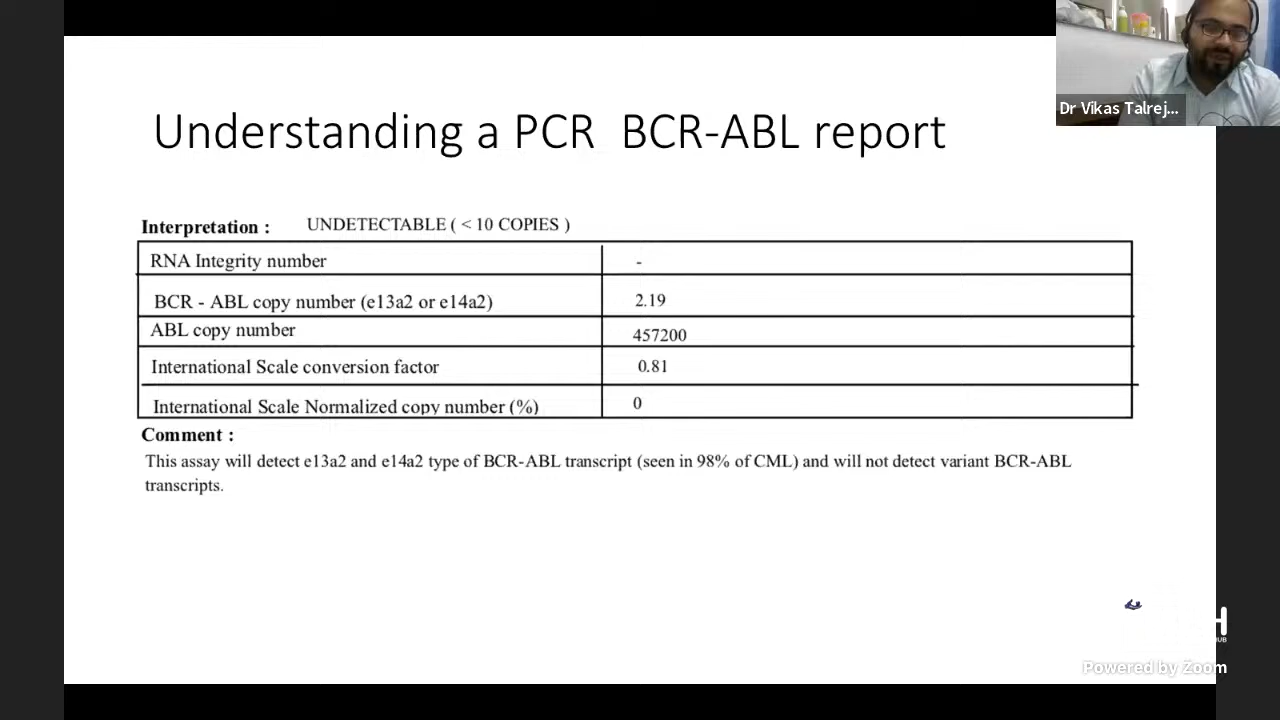 Dr Vikas Talrej...
Understanding a PCR BCR-ABL report
Interpretation : UNDETECTABLE ( < 10 COPIES )
RNA Integrity number -
BCR - ABL copy number (e13a2 or e14a2) 2.19
ABL copy number 457200
International Scale conversion factor 0.81
International Scale Normalized copy number (%) 0
Comment :
This assay will detect e13a2 and e14a2 type of BCR-ABL transcript (seen in 98% of CML) and will not detect variant BCR-ABL
transcripts.
H
UB
Powered by Zoom